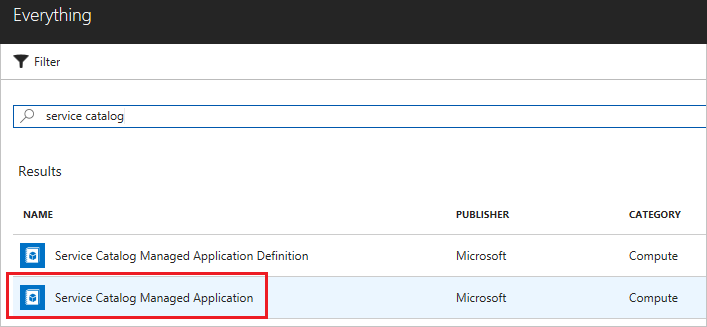 Everything
Filter
service catalog
Results
NAME PUBLISHER CATEGORY
Service Catalog Managed Application Definition Microsoft Compute
Service Catalog Managed Application Microsoft Compute